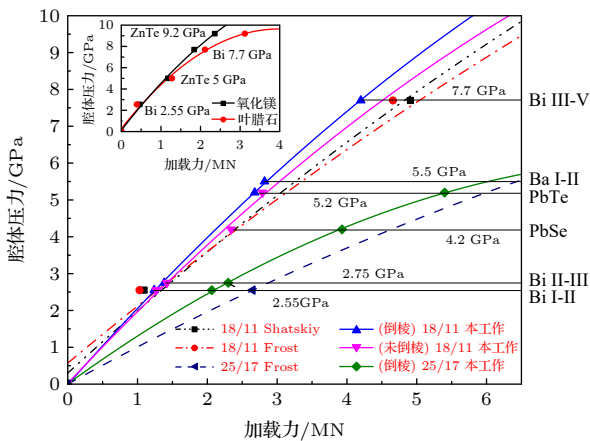 10
9
8
7
6
5
4
3
2
1
0
腔体压力/GPa
0
1
2
3
4
5
6
加载力/MN
10
8
6
4
2
0
腔体压力/GPa
0
1
2
3
4
加载力/MN
ZnTe 9.2 GPa
Bi 7.7 GPa
ZnTe 5 GPa
Bi 2.55 GPa
氧化镁
叶腊石
7.7 GPa
Bi III-V
5.5 GPa
Ba I-II
5.2 GPa
PbTe
4.2 GPa
PbSe
2.75 GPa
Bi II-III
2.55GPa
Bi I-II
18/11 Shatskiy
18/11 Frost
25/17 Frost
(倒棱) 18/11 本工作
(未倒棱) 18/11 本工作
(倒棱) 25/17 本工作